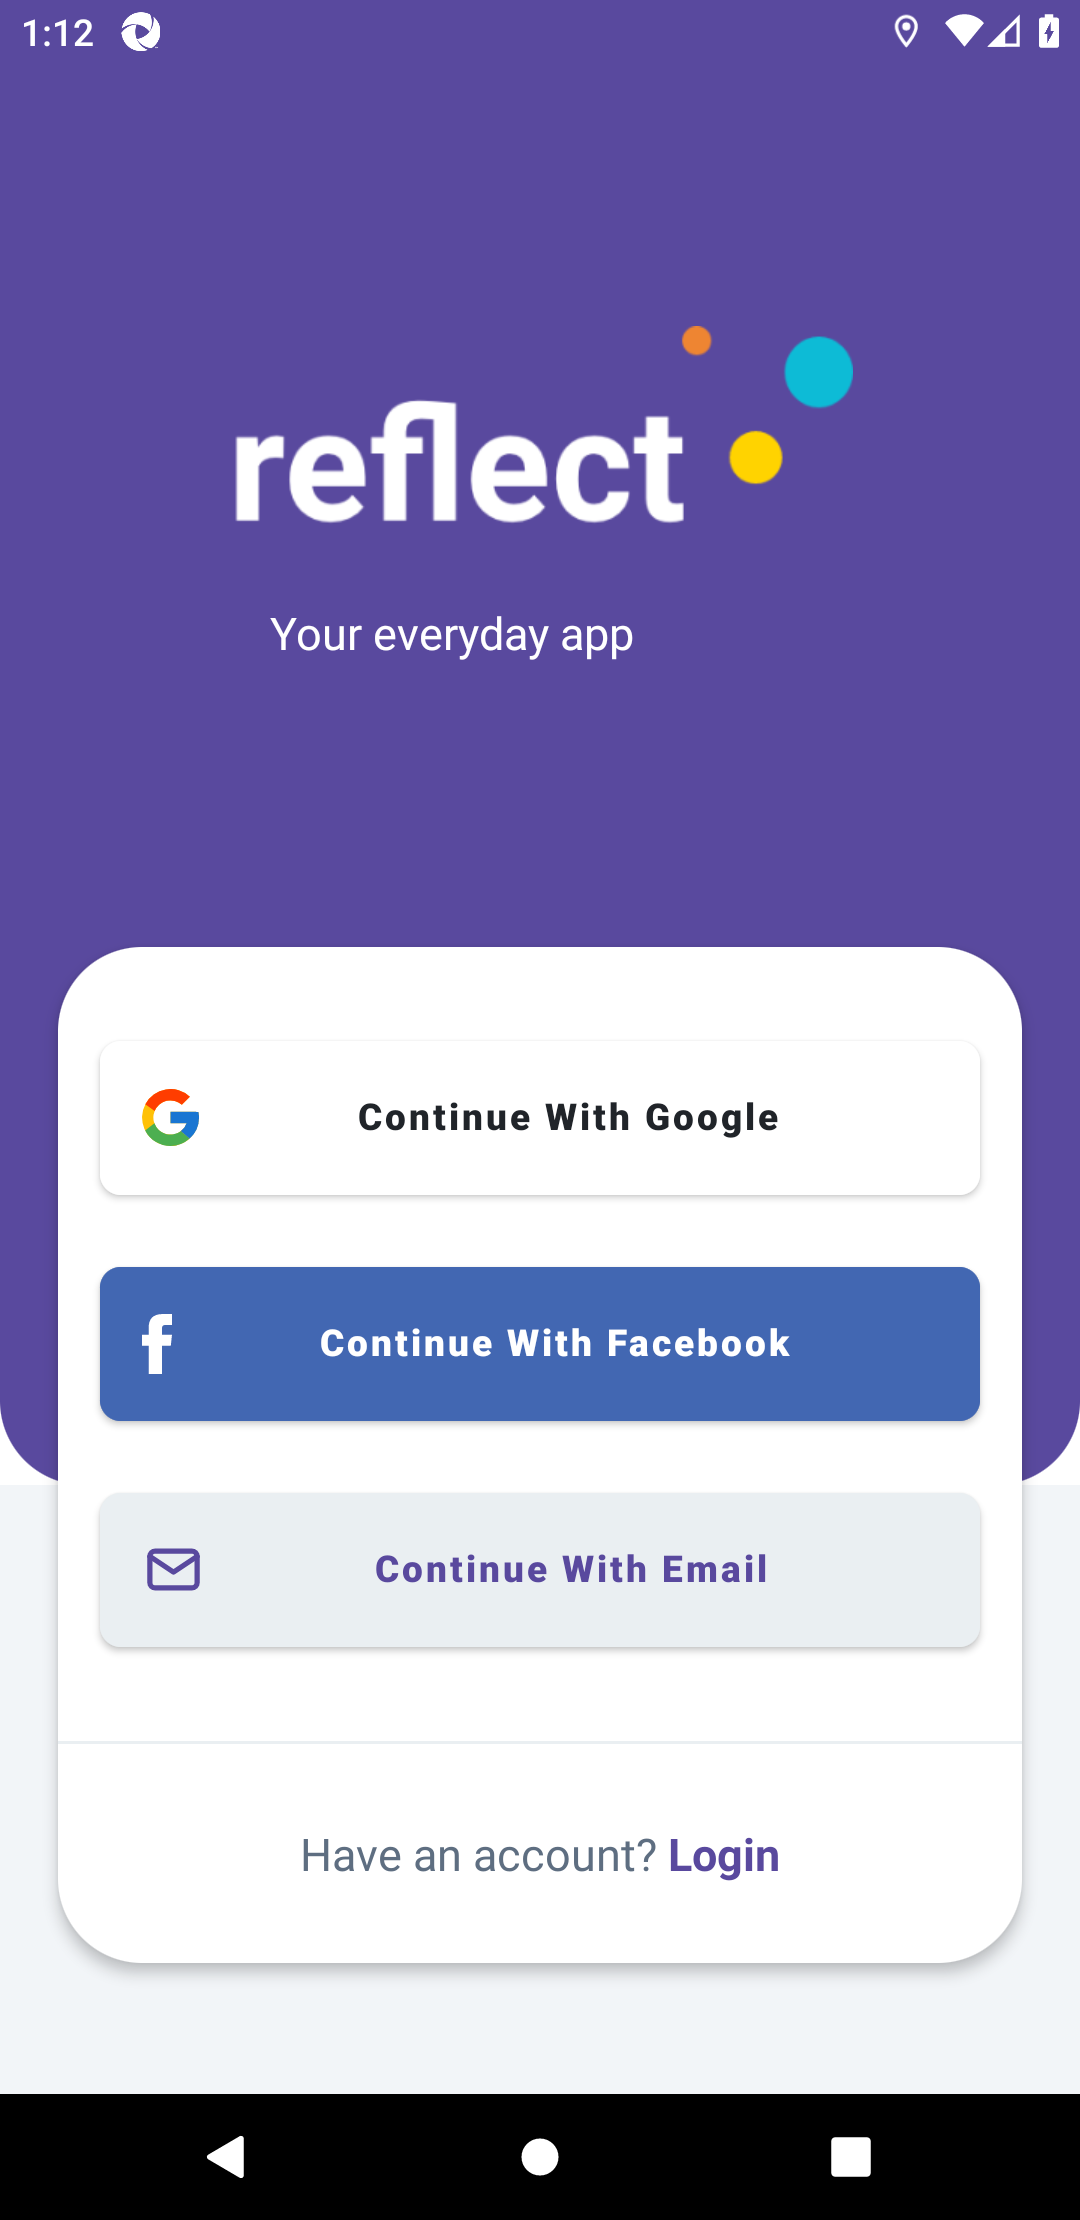 1:12
reflect
Your everyday app
Continue With Google
Continue With Facebook
Continue With Email
Have an account? Login